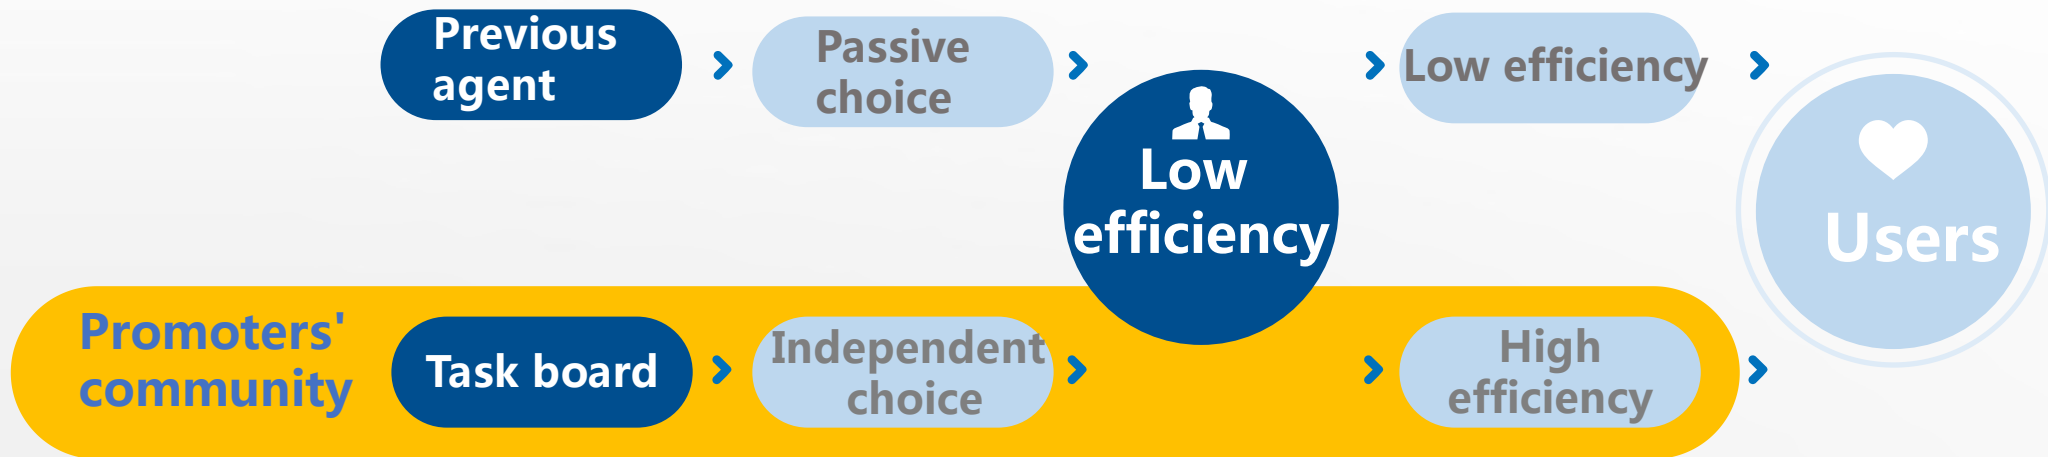 Previous
agent
Passive
choice
Low
efficiency
Low efficiency
Users
Promoters'
community
Task board
Independent
choice
High
efficiency